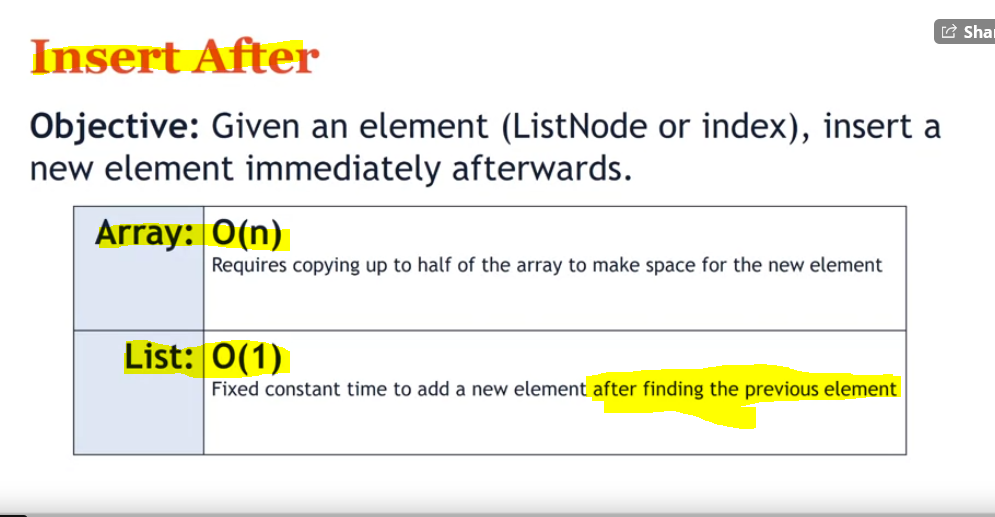 Insert After
Objective: Given an element (ListNode or index), insert a
new element immediately afterwards.
Array: O(n)
Requires copying up to half of the array to make space for the new element
List: O(1)
Fixed constant time to add a new element after finding the previous element